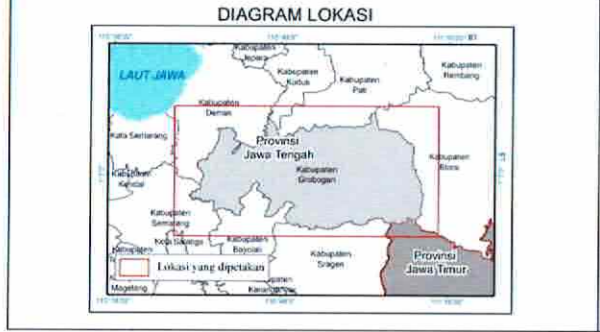 DIAGRAM LOKASI
LAUT JAWA
Kabupaten
Jepara
Kabupaten
Kudus
Kabupaten
Pati
Kabupaten
Rembang
Kabupaten
Demak
Kota Semarang
Provinsi
Jawa Tengah
Kabupaten
Grobogan
Kabupaten
Blora
Kabupaten
Kendal
Kabupaten
Semarang
Kota Salatiga
Kabupaten
Boyolali
Kabupaten
Sragen
Provinsi
Jawa Timur
Kabupaten
Magelang
Lokasi yang dipetakan
Kabupaten